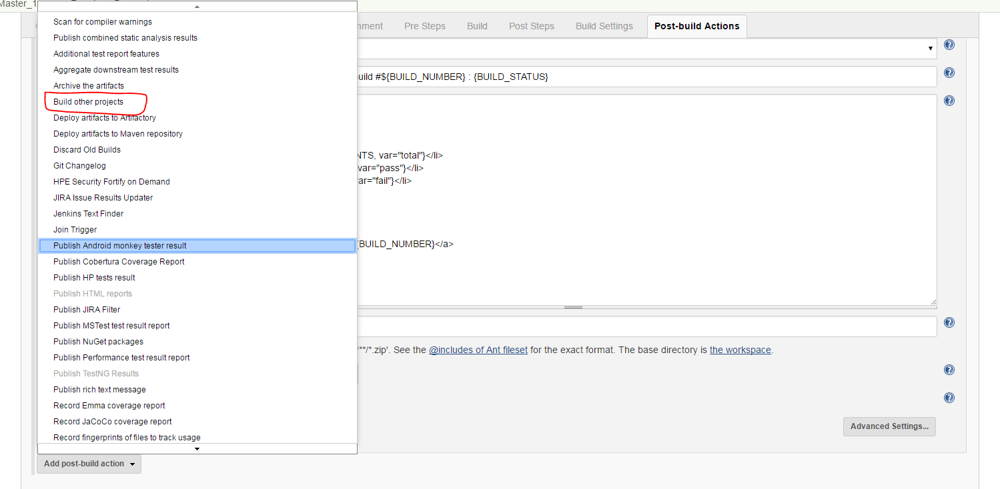 Master_1
Scan for compiler warnings
Publish combined static analysis results
Additional test report features
Aggregate downstream test results
Archive the artifacts
Build other projects
Deploy artifacts to Artifactory
Deploy artifacts to Maven repository
Discard Old Builds
Git Changelog
HPE Security Fortify on Demand
JIRA Issue Results Updater
Jenkins Text Finder
Join Trigger
Publish Android monkey tester result
Publish Cobertura Coverage Report
Publish HP tests result
Publish HTML reports
Publish JIRA Filter
Publish MSTest test result report
Publish NuGet packages
Publish Performance test result report
Publish TestNG Results
Publish rich text message
Record Emma coverage report
Record JaCoCo coverage report
Record fingerprints of files to track usage
Add post-build action
nment Pre Steps Build Post Steps Build Settings Post-build Actions
uild #${BUILD_NUMBER} : {BUILD_STATUS}
NTS, var="total"}</li>
var="pass"}</li>
var="fail"}</li>
{BUILD_NUMBER}</a>
/**/*.zip'. See the @includes of Ant fileset for the exact format. The base directory is the workspace.
Advanced Settings...